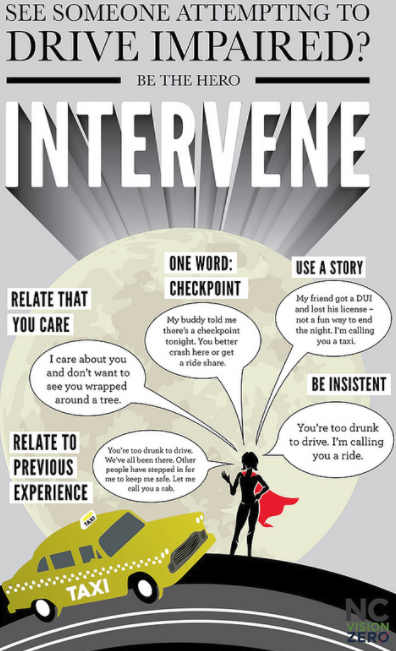 SEE SOMEONE ATTEMPTING TO
DRIVE IMPAIRED?
BE THE HERO
INTERVENE
RELATE THAT
YOU CARE
I care about you
and don't want to
see you wrapped
around a tree.
ONE WORD:
CHECKPOINT
My buddy told me
there's a checkpoint
tonight. You better
crash here or get
a ride share.
USE A STORY
My friend got a DUI
and lost his license –
not a fun way to end
the night. I'm calling
you a taxi.
BE INSISTENT
You're too drunk
to drive. I'm calling
you a ride.
RELATE TO
PREVIOUS
EXPERIENCE
You're too drunk to drive.
We've all been there. Other
people have stepped in for
me to keep me safe. Let me
call you a cab.
TAXI
TAXI
NC
VISION
ZERO